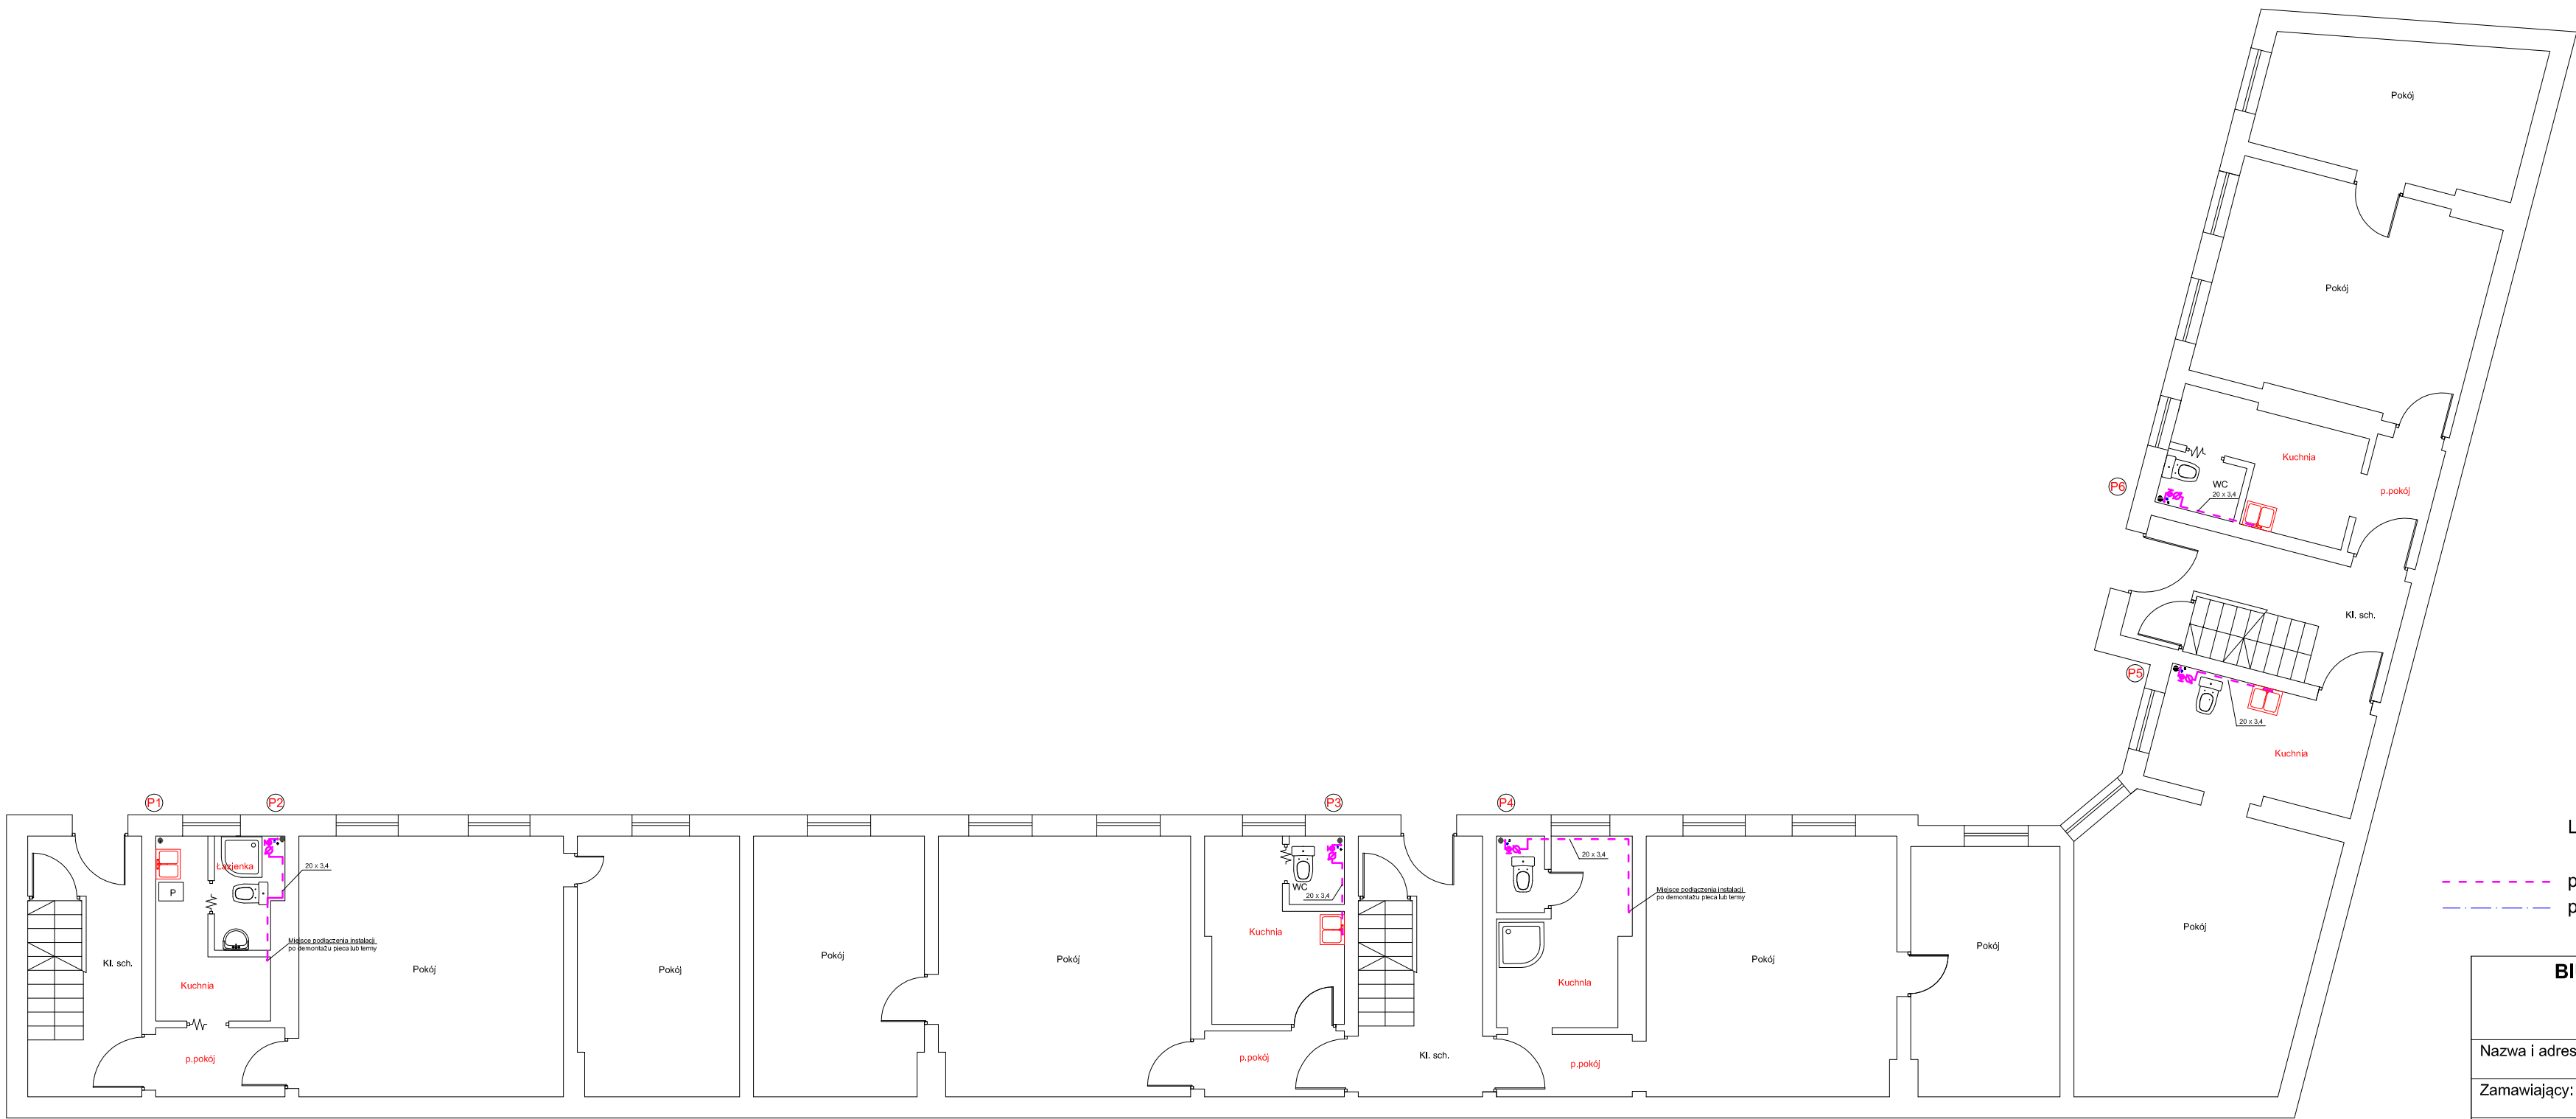 Pokój
Pokój
Kuchnia
WC
20 x 3,4
p.pokój
P6
Kl. sch.
P5
20 x 3,4
Kuchnia
P1
P2
P3
P4
L
p
p
Łazienka
20 x 3,4
P
WC
20 x 3,4
20 x 3,4
Miejsce podłączenia instalacji
po demontażu pieca lub termy
Miejsce podłączenia instalacji
po demontażu pieca lub termy
Kl. sch.
Kuchnia
Pokój
Pokój
Pokój
Pokój
Kuchnia
Kuchnia
Pokój
Pokój
Pokój
p.pokój
p.pokój
Kl. sch.
p.pokój
BI
Nazwa i adres
Zamawiający: